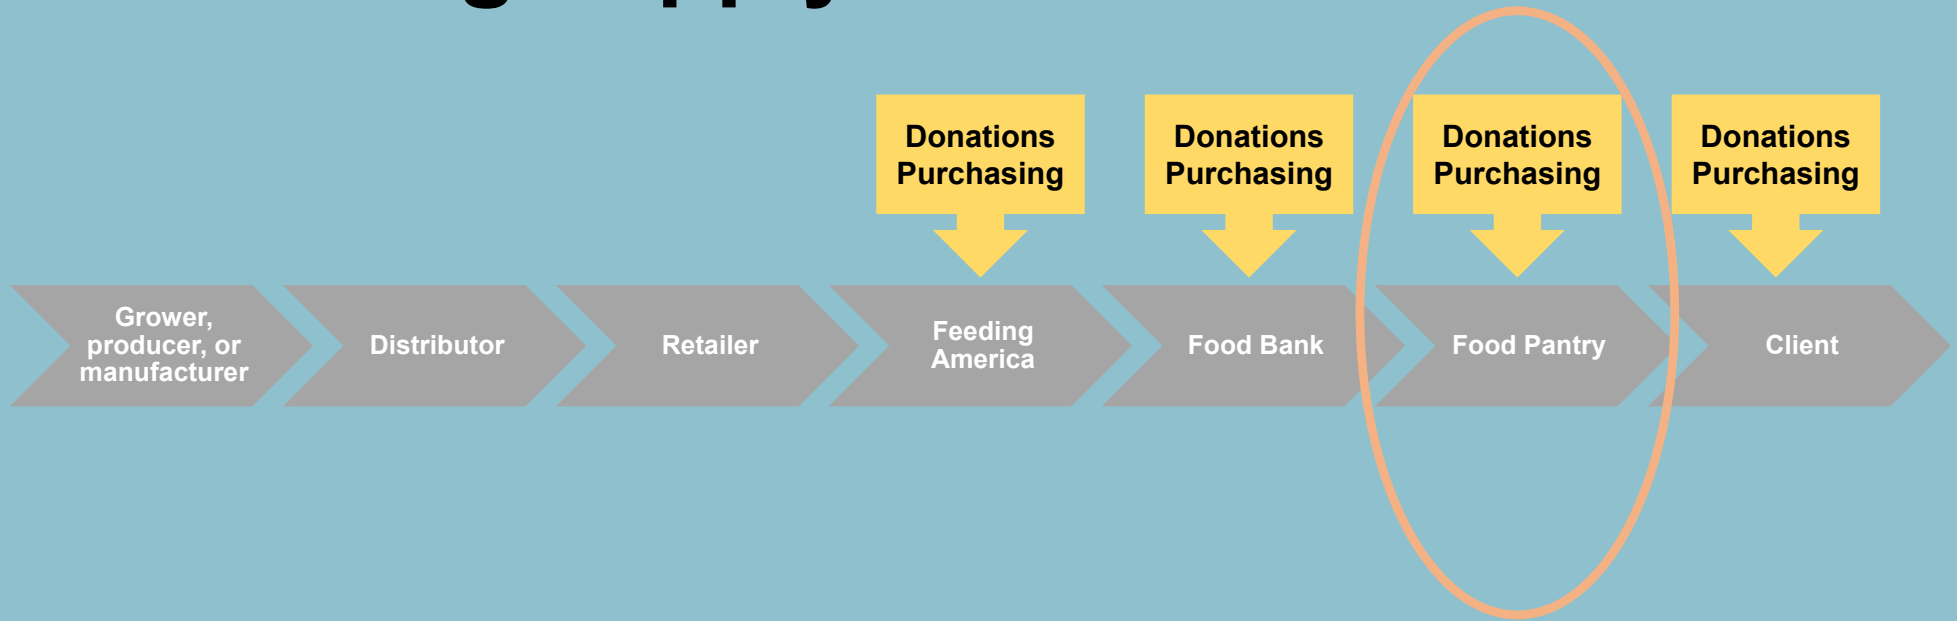 Donations
Purchasing
Donations
Purchasing
Donations
Purchasing
Donations
Purchasing
Grower,
producer, or
manufacturer
Distributor
Retailer
Feeding
America
Food Bank
Food Pantry
Client